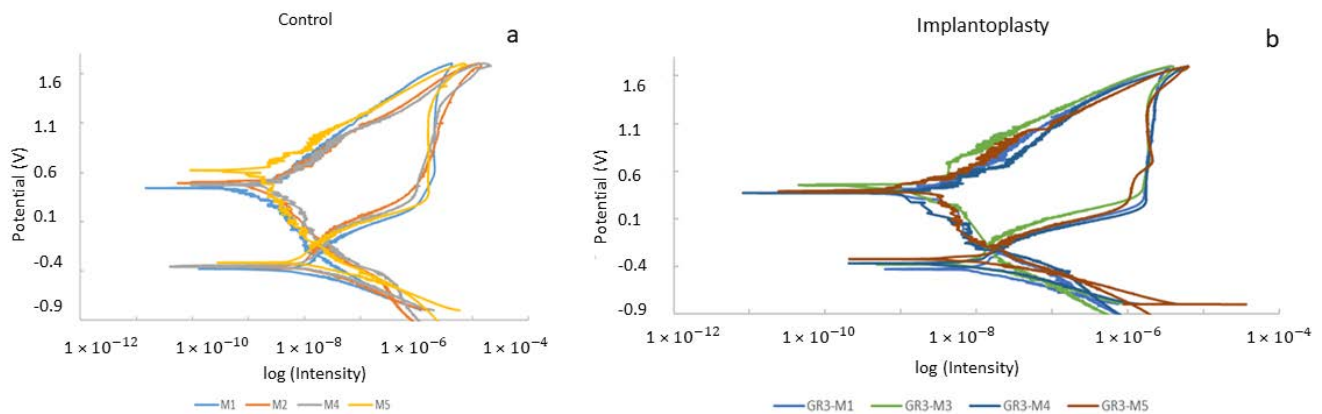 Control
a
1.6
1.1
0.6
0.1
-0.4
-0.9
Potential (V)
1 × 10⁻¹² 1 × 10⁻¹⁰ 1 × 10⁻⁸ 1 × 10⁻⁶ 1 × 10⁻⁴
log (Intensity)
M1 M2 M4 M5
Implantoplasty
b
1.6
1.1
0.6
0.1
-0.4
-0.9
Potential (V)
1 × 10⁻¹² 1 × 10⁻¹⁰ 1 × 10⁻⁸ 1 × 10⁻⁶ 1 × 10⁻⁴
log (Intensity)
GR3-M1 GR3-M3 GR3-M4 GR3-M5